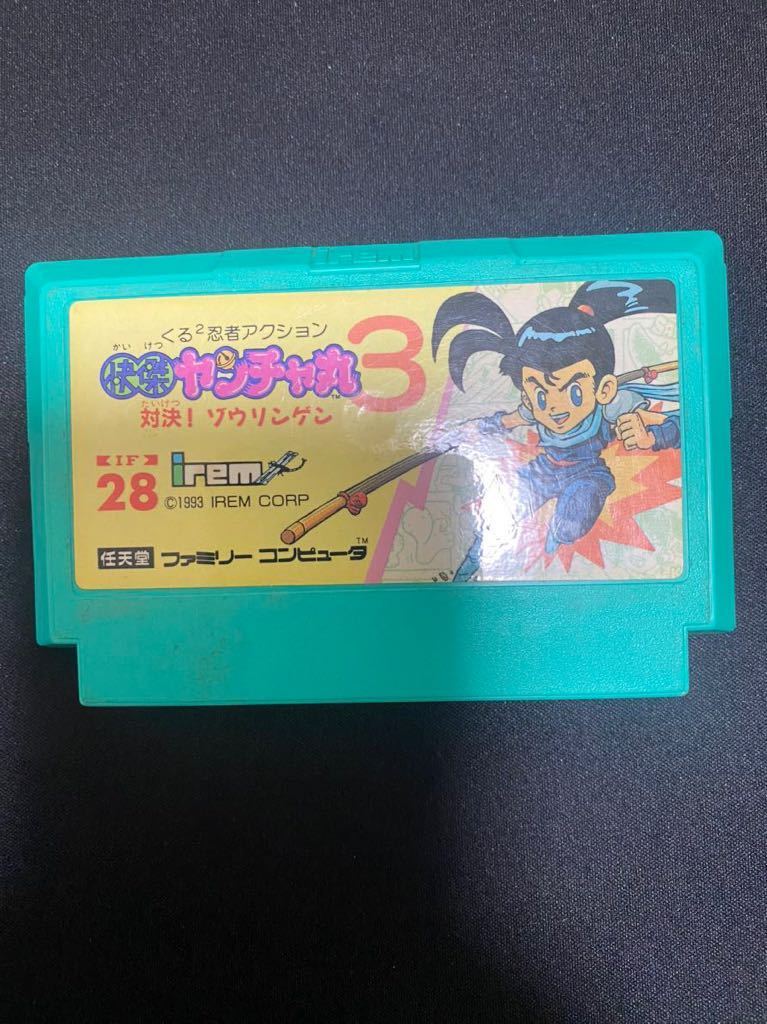 irem
くる²忍者アクション
かい けつ
快傑ヤンチャ丸3
TM
たいけつ
対決! ゾウリンゲン
IF
28
irem
©1993 IREM CORP
任天堂 ファミリー コンピュータ TM